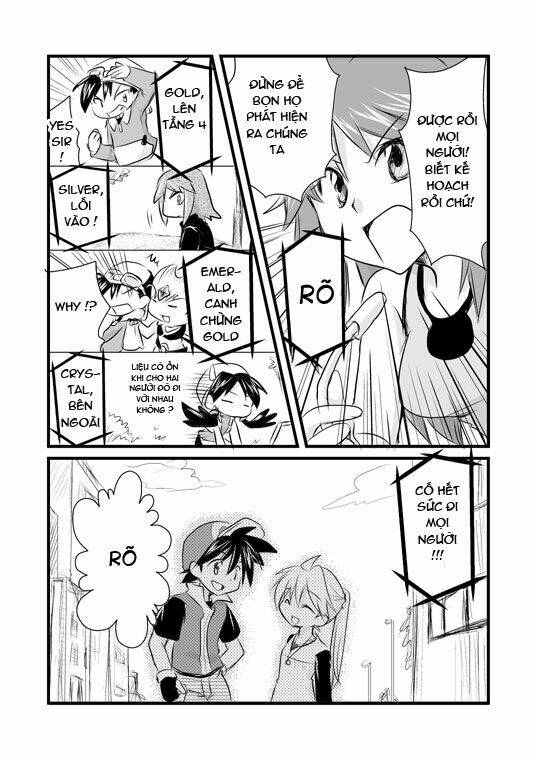 ĐƯỢC RỒI
MỌI
NGƯỜI!
BIẾT KẾ
HOẠCH
RỒI CHỨ!
ĐỪNG ĐỂ
BỌN HỌ
PHÁT HIỆN
RA CHÚNG
TA
RÕ
GOLD,
LÊN
TẦNG 4
YES
SIR
!
SILVER,
LỐI
VÀO !
EMER-
ALD,
CANH
CHỪNG
GOLD
WHY !?
CRYS-
TAL,
BÊN
NGOÀI
LIỆU CÓ ỔN
KHI CHO HAI
NGƯỜI ĐÓ ĐI
VỚI NHAU
KHÔNG ?
CỐ HẾT
SỨC ĐI
MỌI
NGƯỜI
!!!
RÕ